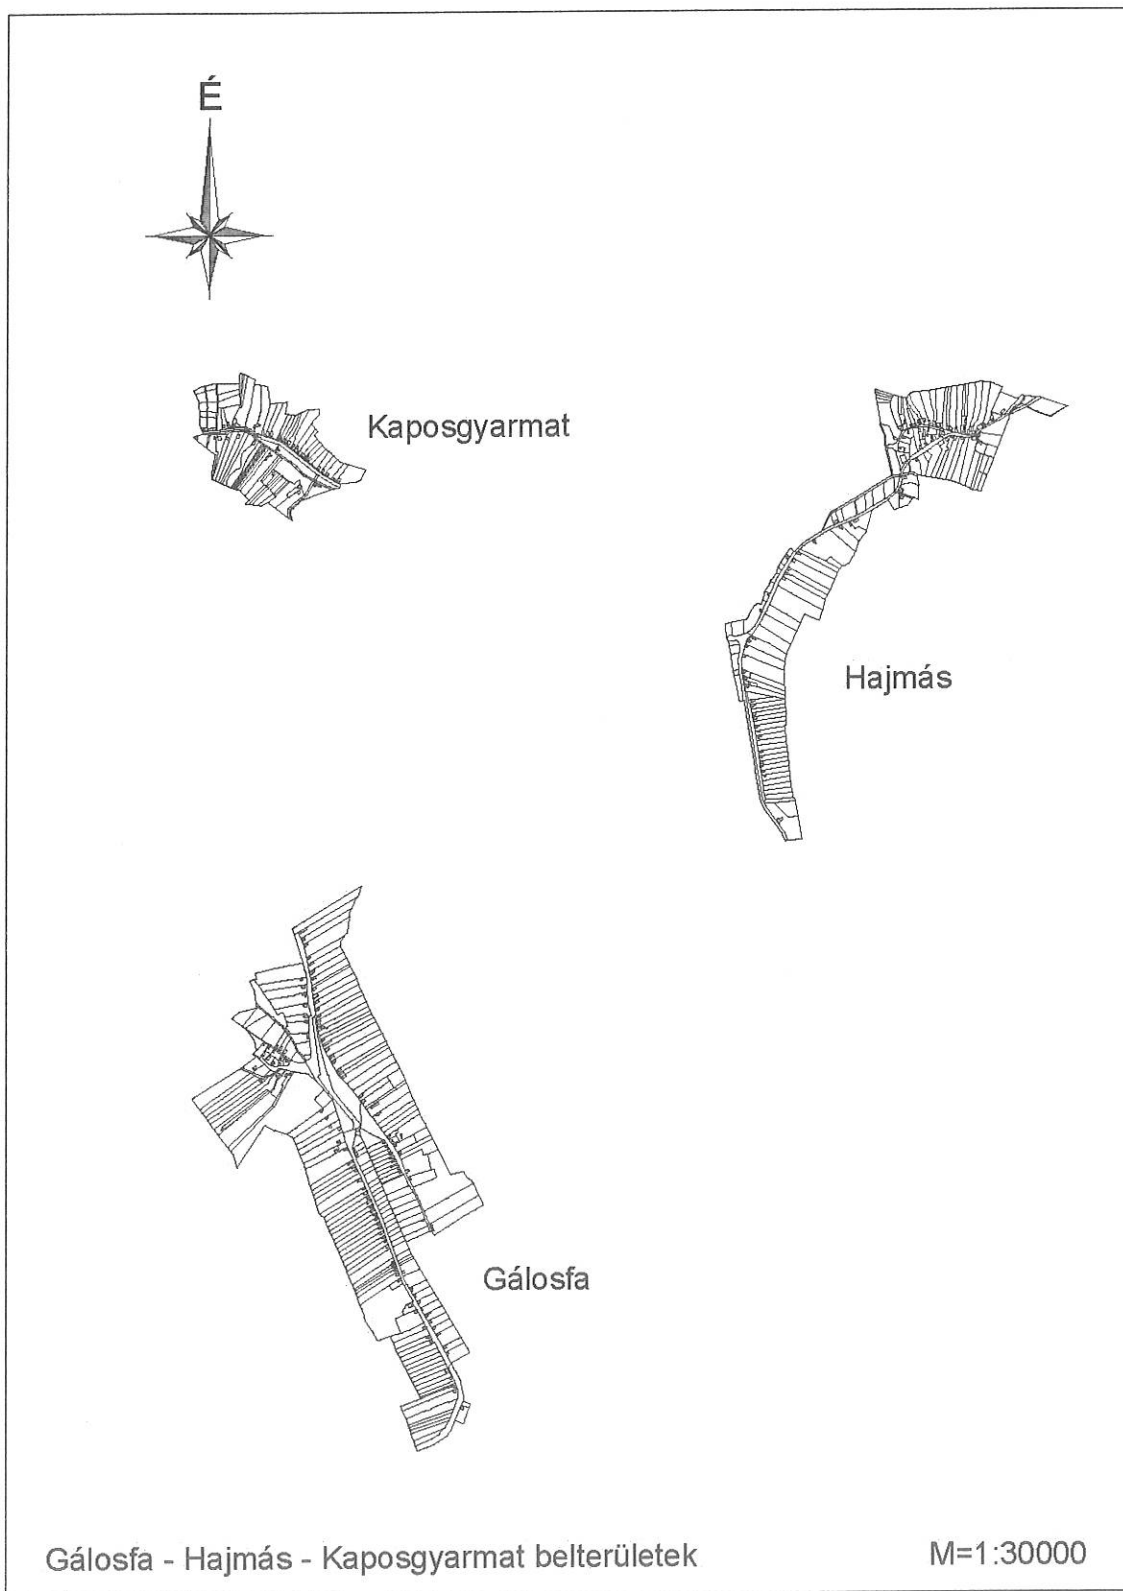 É
Kaposgyarmat
Hajmás
Gálosfa
Gálosfa - Hajmás - Kaposgyarmat belterületek
M=1:30000